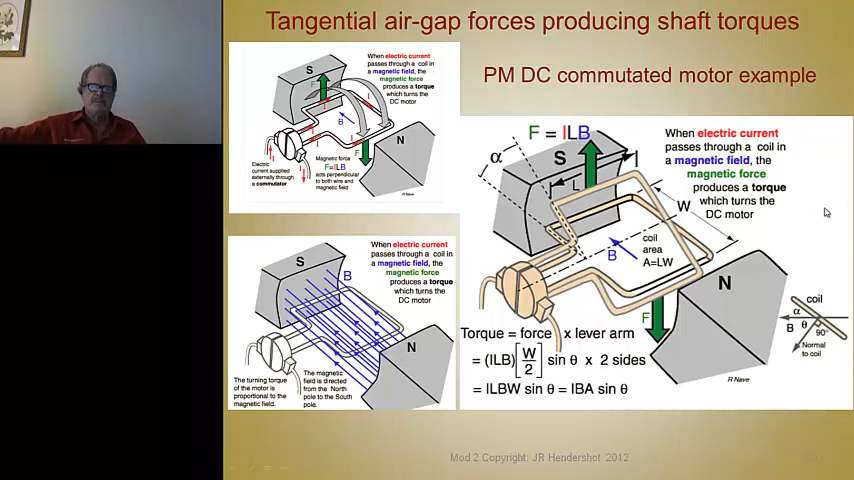 Tangential air-gap forces producing shaft torques
PM DC commutated motor example
When electric current
passes through a coil in
a magnetic field, the
magnetic force
produces a torque
which turns the
DC motor
S
F
I
I
I
I
B
F
N
Electric
current supplied
externally through
a commutator
Magnetic force
F=ILB
acts perpendicular
to both wire and
magnetic field
R Nave
When electric current
passes through a coil in
a magnetic field, the
magnetic force
produces a torque
which turns the
DC motor
S
B
N
The turning torque
of the motor is
proportional to the
magnetic field.
The magnetic
field is directed
from the North
pole to the South
pole.
F = ILB
When electric current
passes through a coil in
a magnetic field, the
magnetic force
produces a torque
which turns the
DC motor
α
S
L
W
B
coil
area
A=LW
N
F
Torque = force x lever arm
= (ILB) [W/2] sin θ x 2 sides
= ILBW sin θ = IBA sin θ
coil
α
B θ
90°
Normal
to coil
R Nave
Mod 2 Copyright: JR Hendershot 2012